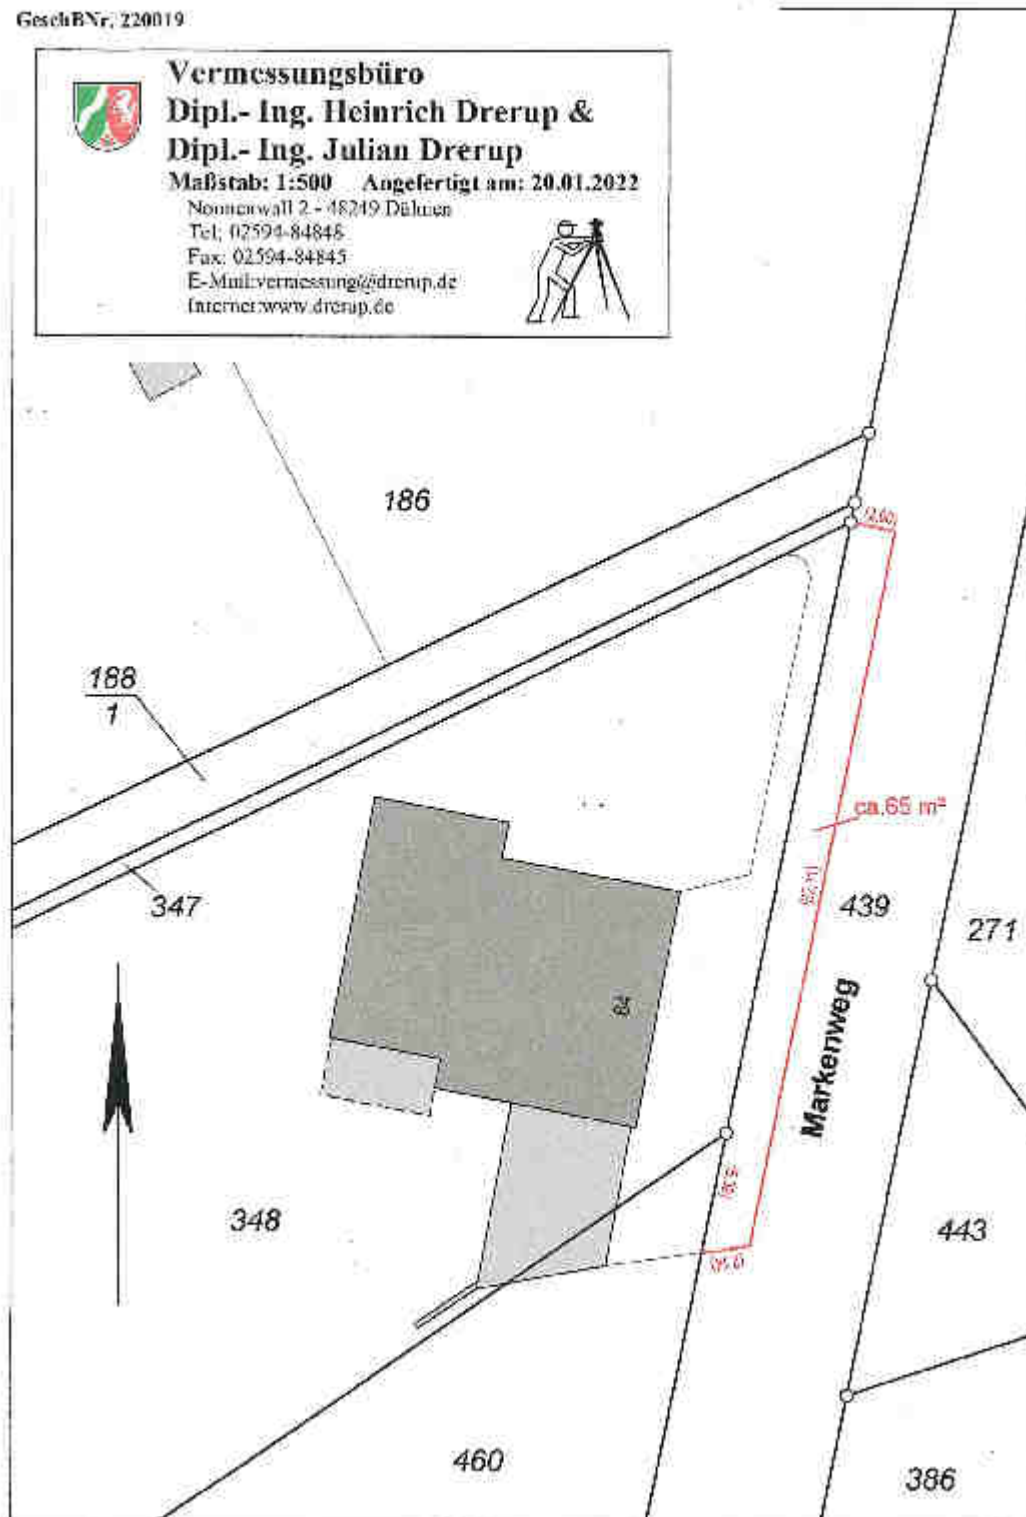 GeschBNr. 220019
Vermessungsbüro
Dipl.- Ing. Heinrich Drerup &
Dipl.- Ing. Julian Drerup
Maßstab: 1:500 Angefertigt am: 20.01.2022
Nonnenwall 2 - 48249 Dülmen
Tel: 02594-84848
Fax: 02594-84845
E-Mail:vermessung@drerup.de
Internet:www.drerup.de
186
(2,60)
188
1
ca.65 m²
347
439
271
Markenweg
348
443
460
386